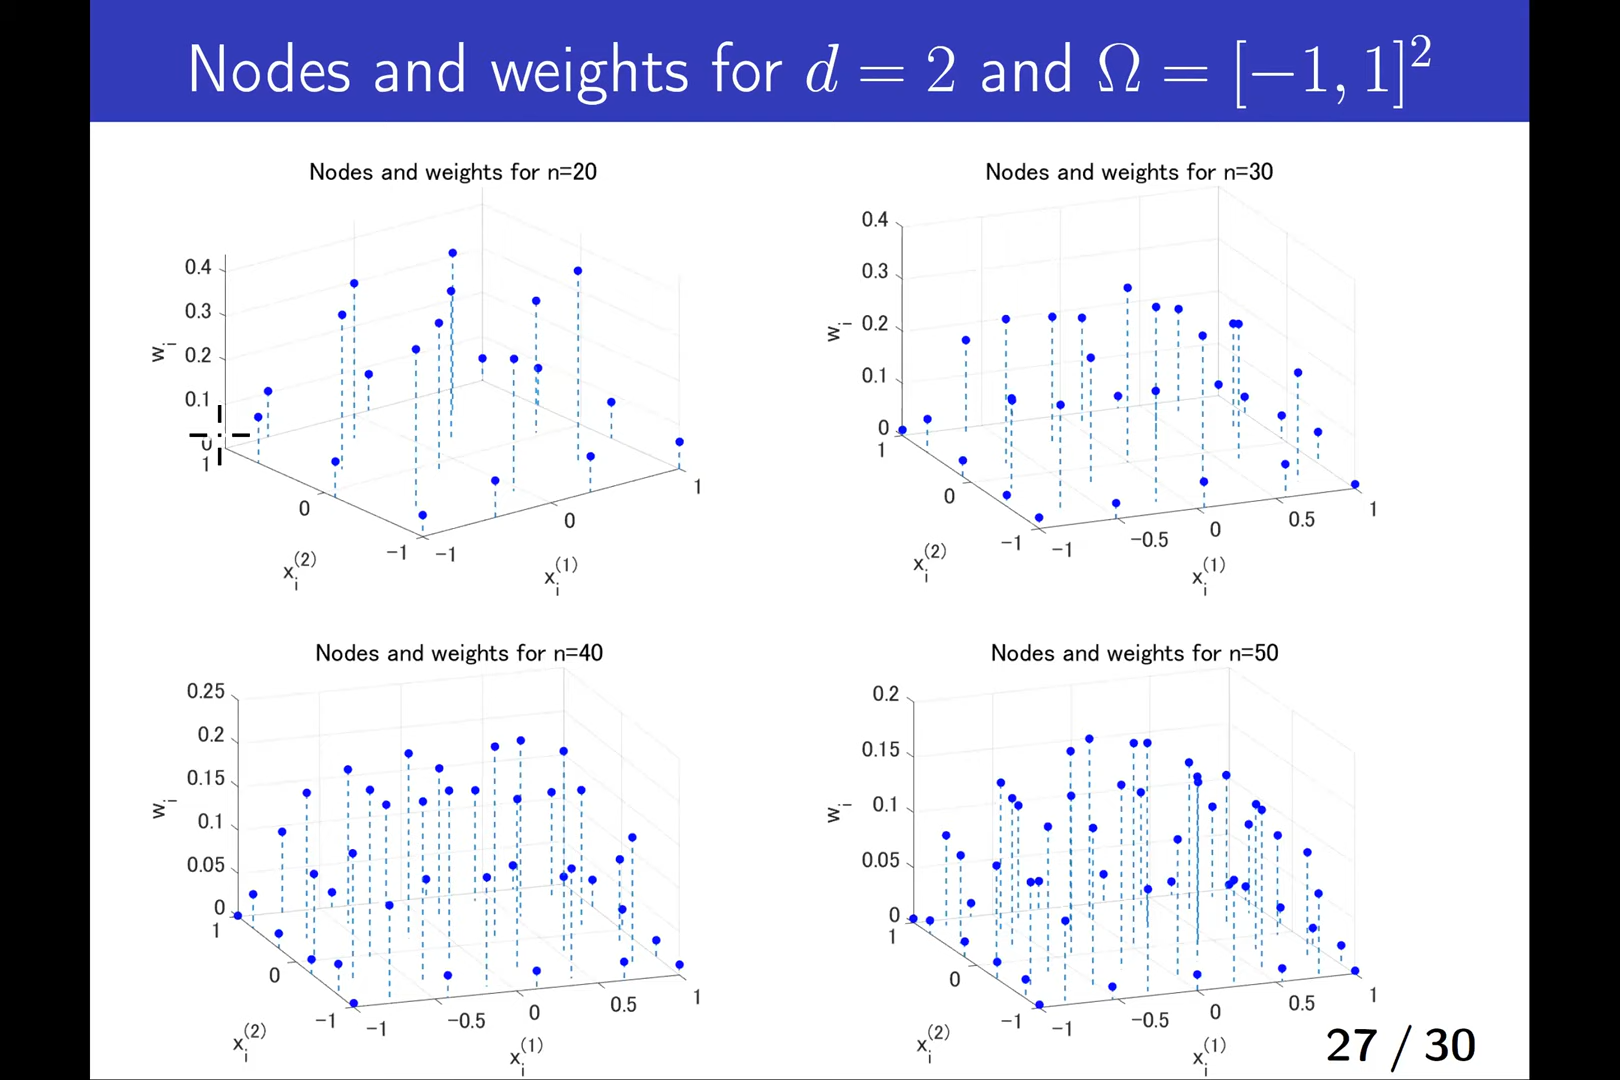 Nodes and weights for d = 2 and Ω = [−1, 1]²
Nodes and weights for n=20
0.4
0.3
0.2
0.1
0
w_i
1
0
−1
x_i^(2)
−1
0
1
x_i^(1)
Nodes and weights for n=30
0.4
0.3
0.2
0.1
0
w_i
1
0
−1
x_i^(2)
−1
−0.5
0
0.5
1
x_i^(1)
Nodes and weights for n=40
0.25
0.2
0.15
0.1
0.05
0
w_i
1
0
−1
x_i^(2)
−1
−0.5
0
0.5
1
x_i^(1)
Nodes and weights for n=50
0.2
0.15
0.1
0.05
0
w_i
1
0
−1
x_i^(2)
−1
−0.5
0
0.5
1
x_i^(1)
27 / 30